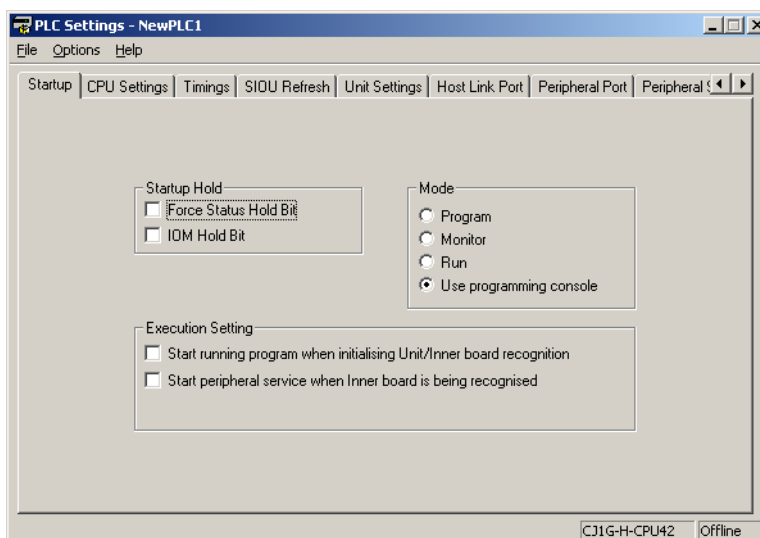 PLC Settings - NewPLC1
File Options Help
Startup CPU Settings Timings SIOU Refresh Unit Settings Host Link Port Peripheral Port Peripheral
Startup Hold
Force Status Hold Bit
IOM Hold Bit
Mode
Program
Monitor
Run
Use programming console
Execution Setting
Start running program when initialising Unit/Inner board recognition
Start peripheral service when Inner board is being recognised
CJ1G-H-CPU42 Offline